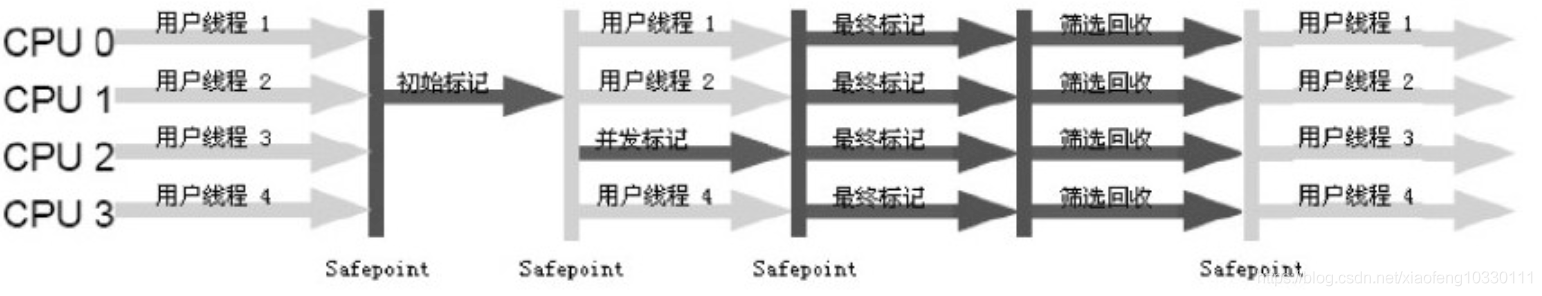 CPU 0 用户线程 1 用户线程 1 最终标记 筛选回收 用户线程 1
CPU 1 用户线程 2 初始标记 用户线程 2 最终标记 筛选回收 用户线程 2
CPU 2 用户线程 3 并发标记 最终标记 筛选回收 用户线程 3
CPU 3 用户线程 4 用户线程 4 最终标记 筛选回收 用户线程 4
Safepoint Safepoint Safepoint Safepoint
https://blog.csdn.net/xiaofeng10330111